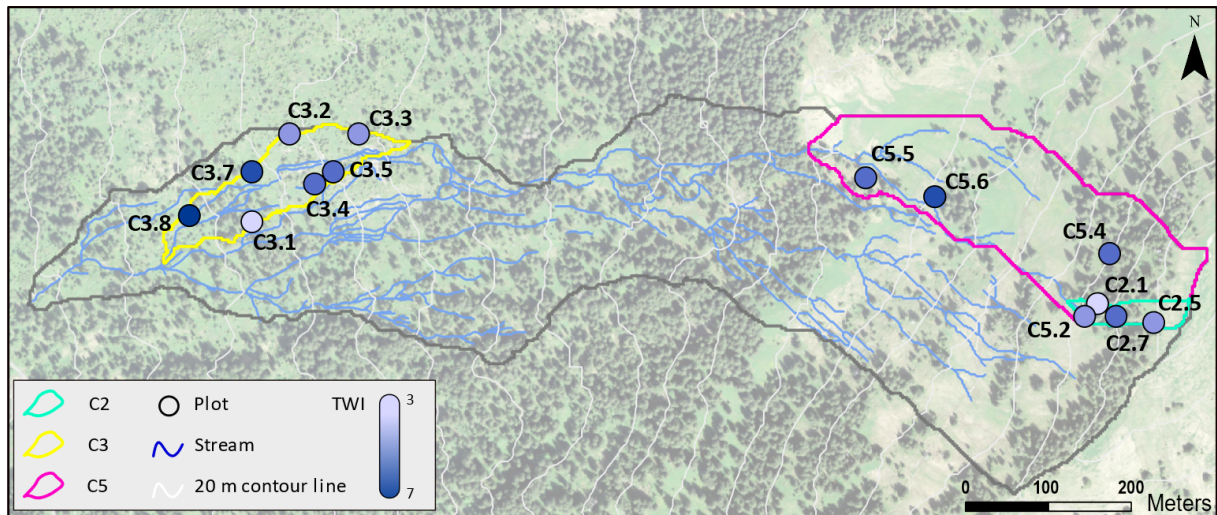 N
C3.2
C3.3
C3.7
C3.5
C3.4
C3.8
C3.1
C5.5
C5.6
C5.4
C2.1
C2.5
C5.2
C2.7
C2
Plot
TWI
3
C3
Stream
C5
20 m contour line
7
0
100
200
Meters